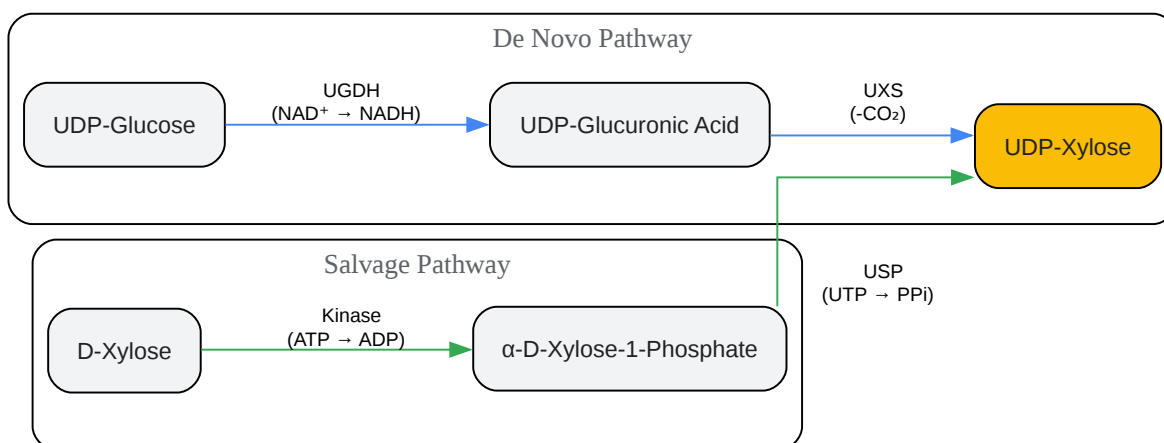 De Novo Pathway
UGDH
(NAD⁺ → NADH)
UXS
(-CO₂)
UDP-Glucose
UDP-Glucuronic Acid
UDP-Xylose
Salvage Pathway
USP
(UTP → PPi)
Kinase
(ATP → ADP)
D-Xylose
α-D-Xylose-1-Phosphate